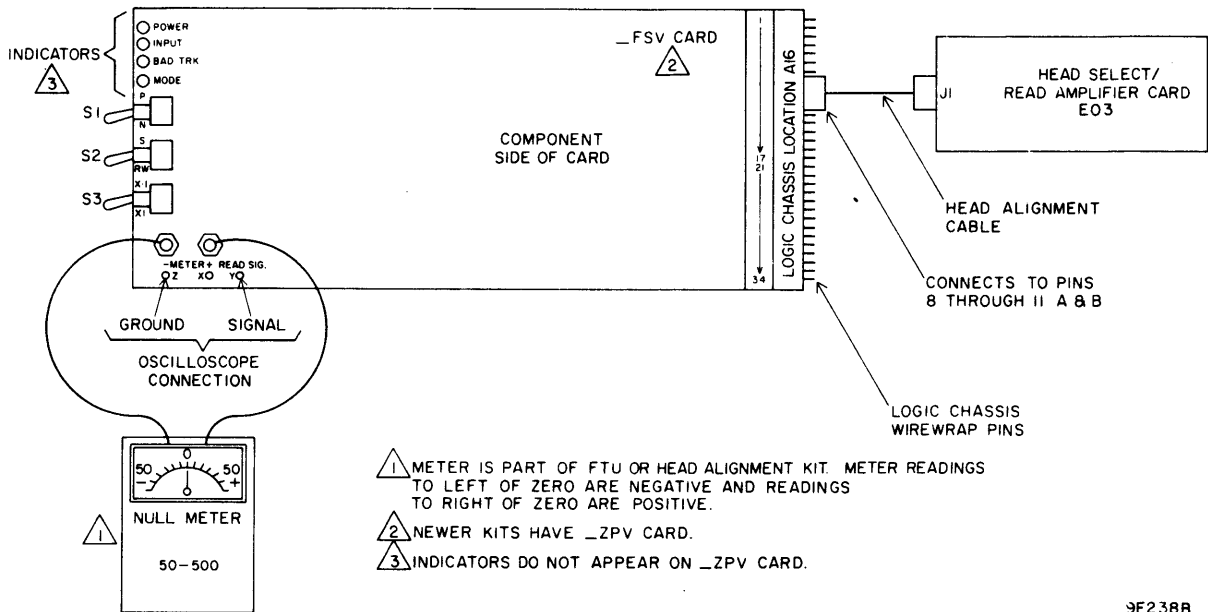 POWER
INPUT
BAD TRK
MODE
INDICATORS
3
S1
P
N
S2
S
RW
S3
X.1
X1
_FSV CARD
2
COMPONENT
SIDE OF CARD
17
21
34
LOGIC CHASSIS LOCATION A16
J1
HEAD SELECT/
READ AMPLIFIER CARD
E03
HEAD ALIGNMENT
CABLE
CONNECTS TO PINS
8 THROUGH 11 A & B
LOGIC CHASSIS
WIREWRAP PINS
-METER+ READ SIG.
Z X Y
GROUND SIGNAL
OSCILLOSCOPE
CONNECTION
0
50 50
- +
NULL METER
50-500
1
1 METER IS PART OF FTU OR HEAD ALIGNMENT KIT. METER READINGS
TO LEFT OF ZERO ARE NEGATIVE AND READINGS
TO RIGHT OF ZERO ARE POSITIVE.
2 NEWER KITS HAVE _ZPV CARD.
3 INDICATORS DO NOT APPEAR ON _ZPV CARD.
9E238B